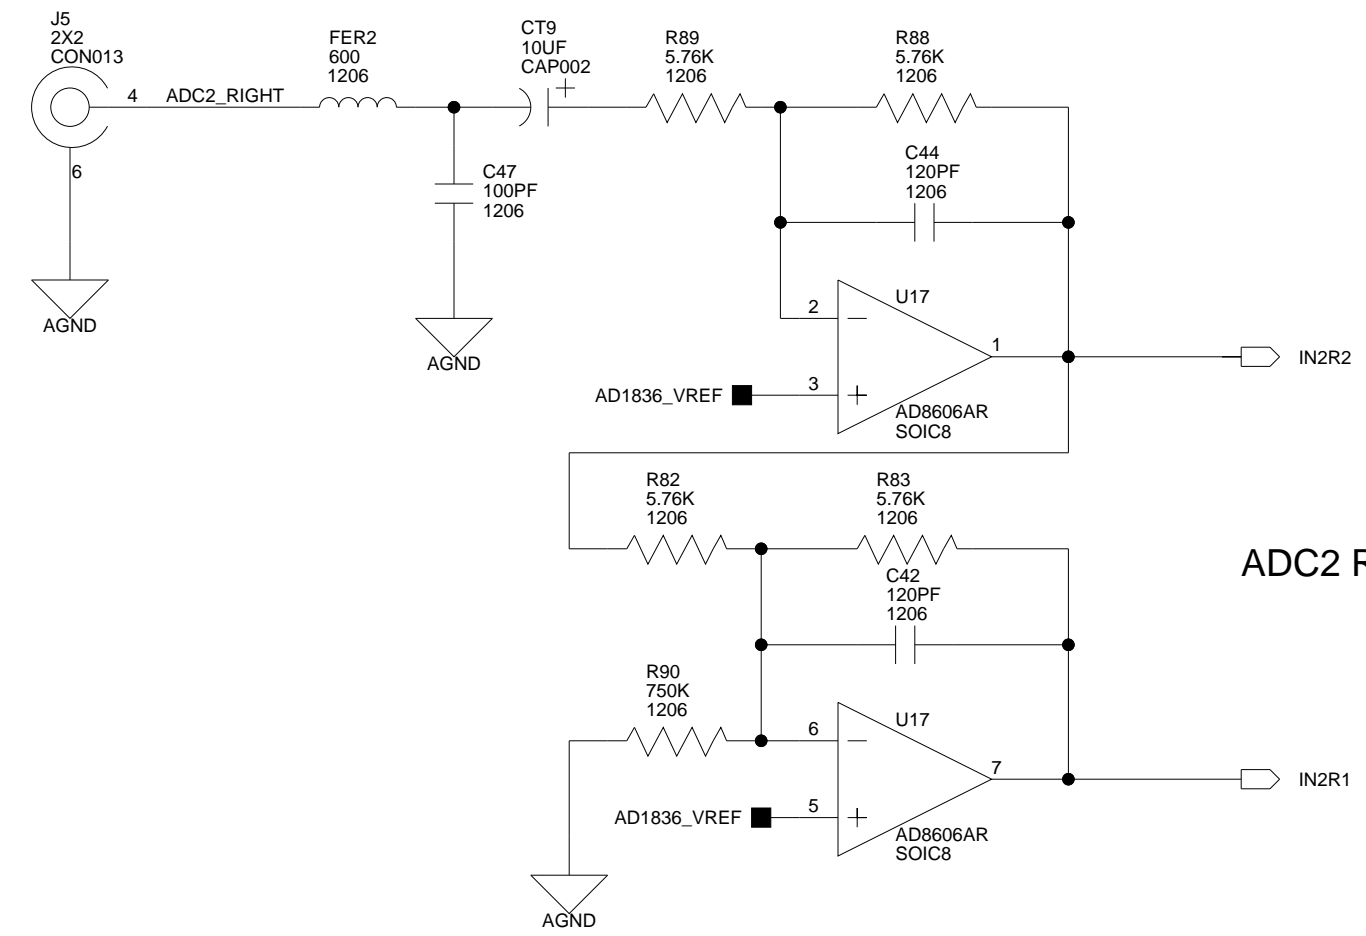 J5
2X2
CON013
4
ADC2_RIGHT
6
AGND
FER2
600
1206
CT9
10UF
CAP002
+
C47
100PF
1206
AGND
R89
5.76K
1206
R88
5.76K
1206
C44
120PF
1206
U17
2
−
1
3
+
AD1836_VREF
AD8606AR
SOIC8
IN2R2
R82
5.76K
1206
R83
5.76K
1206
C42
120PF
1206
ADC2 R
R90
750K
1206
U17
6
−
7
5
+
AD1836_VREF
AD8606AR
SOIC8
IN2R1
AGND